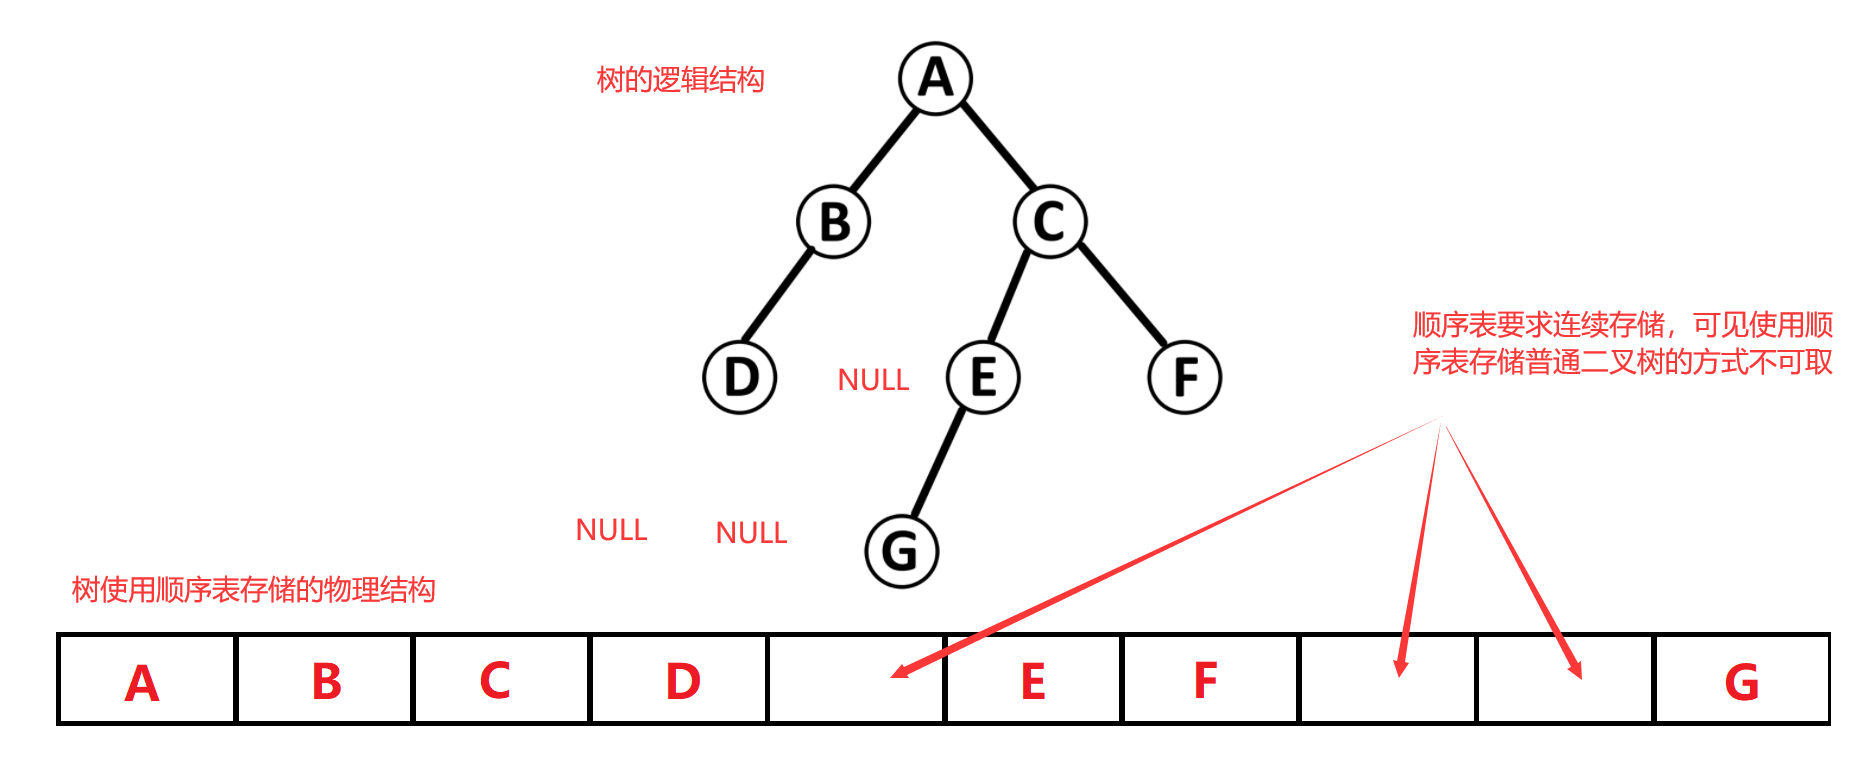 树的逻辑结构
A
B
C
顺序表要求连续存储，可见使用顺
序表存储普通二叉树的方式不可取
D
NULL
E
F
NULL
NULL
G
树使用顺序表存储的物理结构
A B C D E F G